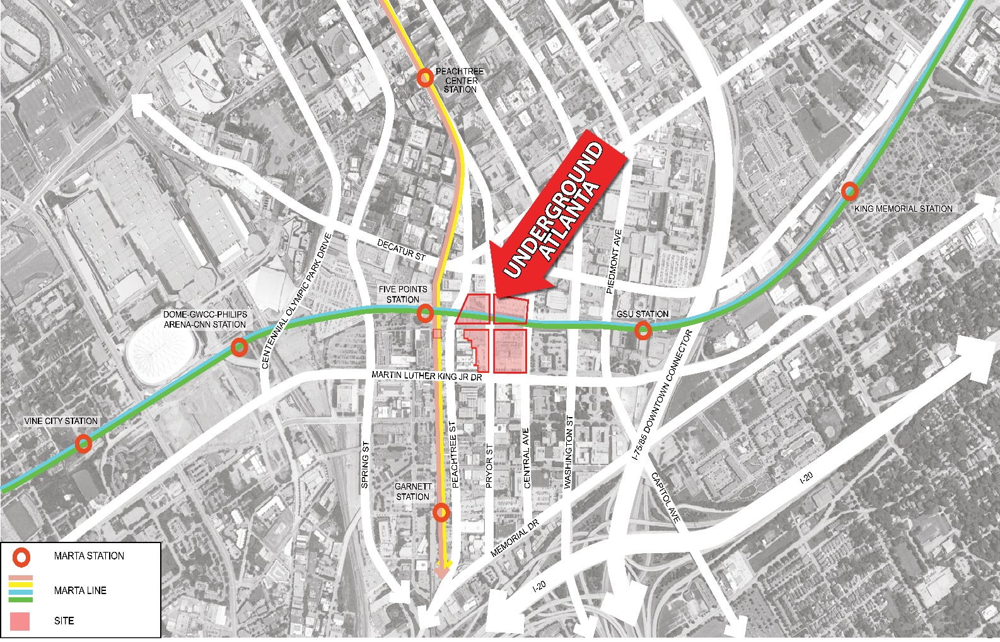 PEACHTREE
CENTER
STATION
UNDERGROUND
ATLANTA
KING MEMORIAL STATION
DECATUR ST
CENTENNIAL OLYMPIC PARK DRIVE
PIEDMONT AVE
FIVE POINTS
STATION
DOME-GWCC-PHILIPS
ARENA-CNN STATION
GSU STATION
MARTIN LUTHER KING JR DR
I-75/85 DOWNTOWN CONNECTOR
VINE CITY STATION
SPRING ST
PEACHTREE ST
PRYOR ST
CENTRAL AVE
WASHINGTON ST
GARNETT
STATION
CAPITOL AVE
I-20
MEMORIAL DR
I-20
MARTA STATION
MARTA LINE
SITE